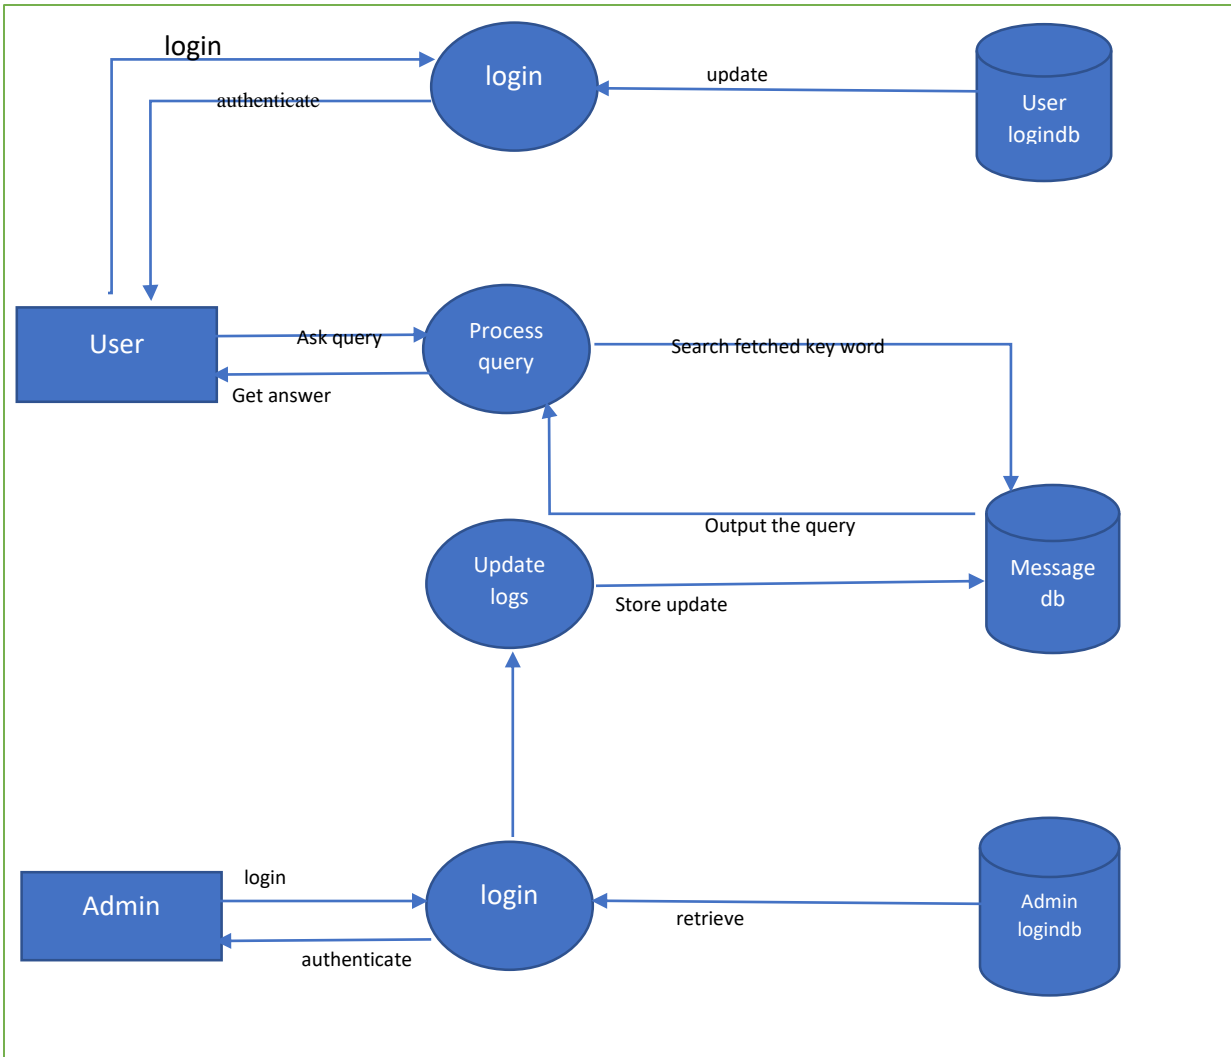 login
login
update
authenticate
User
logindb
User
Ask query
Process
query
Search fetched key word
Get answer
Output the query
Update
logs
Store update
Message
db
login
Admin
login
retrieve
Admin
logindb
authenticate